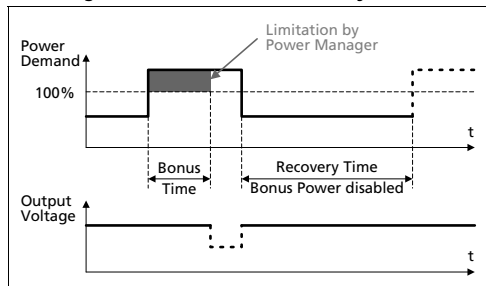 Limitation by
Power Manager
Power
Demand
100%
t
Bonus
Time
Recovery Time
Bonus Power disabled
Output
Voltage
t